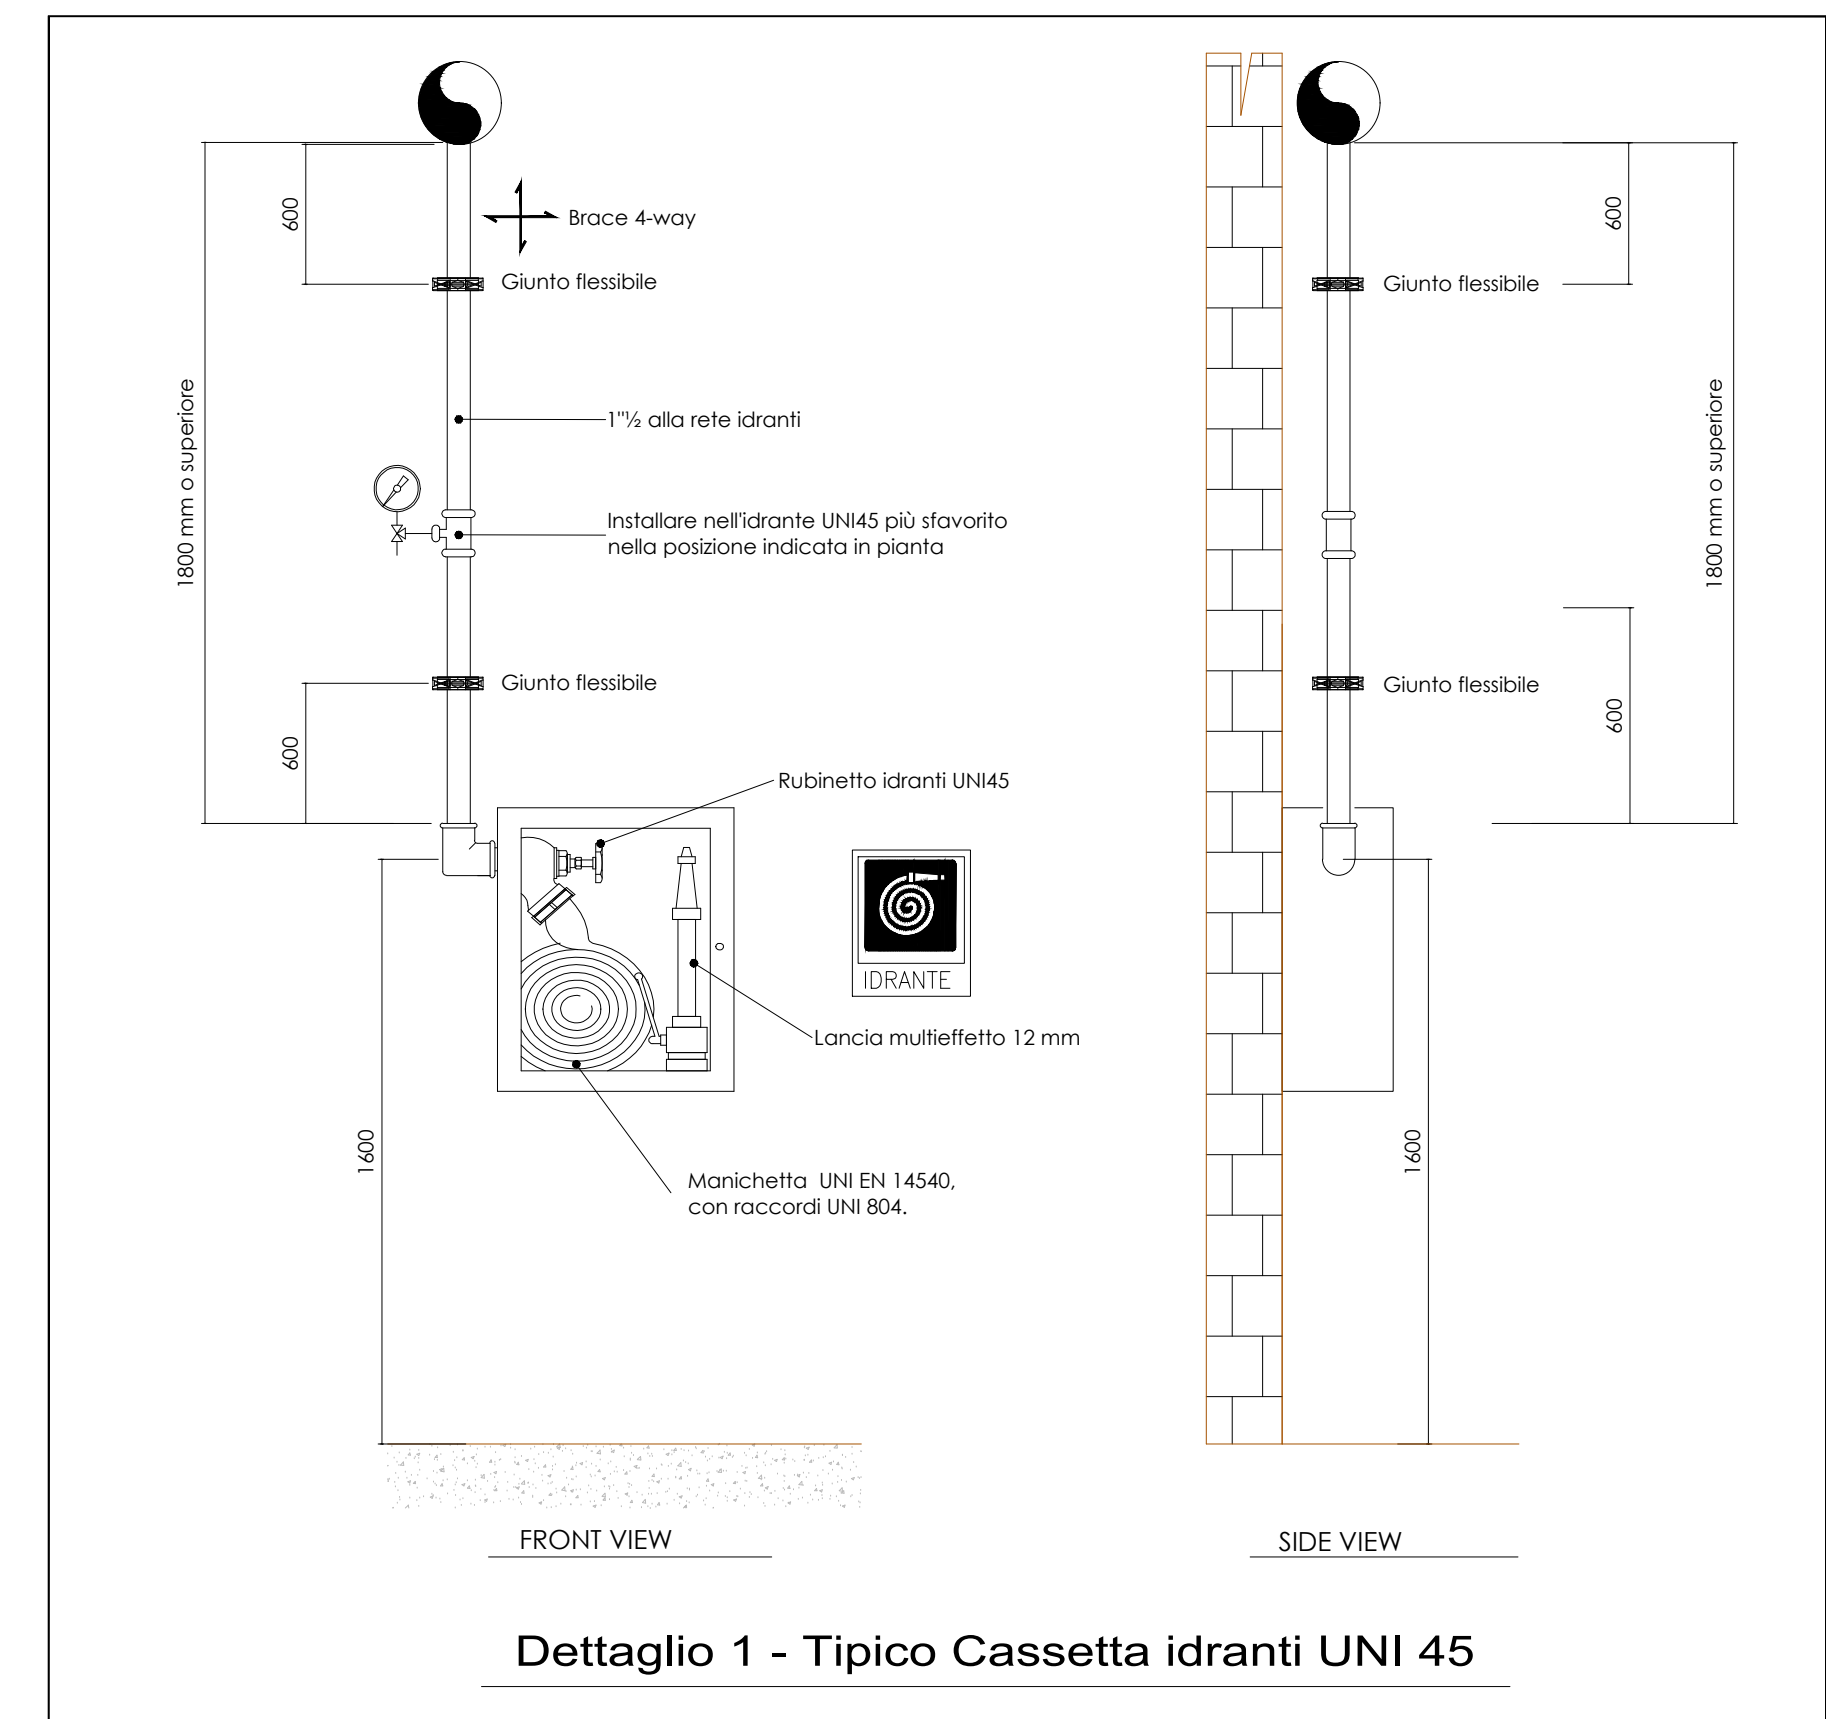 600
Brace 4-way
Giunto flessibile
1800 mm o superiore
1"½ alla rete idranti
Installare nell'idrante UNI45 più sfavorito
nella posizione indicata in pianta
Giunto flessibile
600
Rubinetto idranti UNI45
IDRANTE
Lancia multieffetto 12 mm
1600
Manichetta  UNI EN 14540,
con raccordi UNI 804.
FRONT VIEW
600
Giunto flessibile
1800 mm o superiore
Giunto flessibile
600
1600
SIDE VIEW
Dettaglio 1 - Tipico Cassetta idranti UNI 45